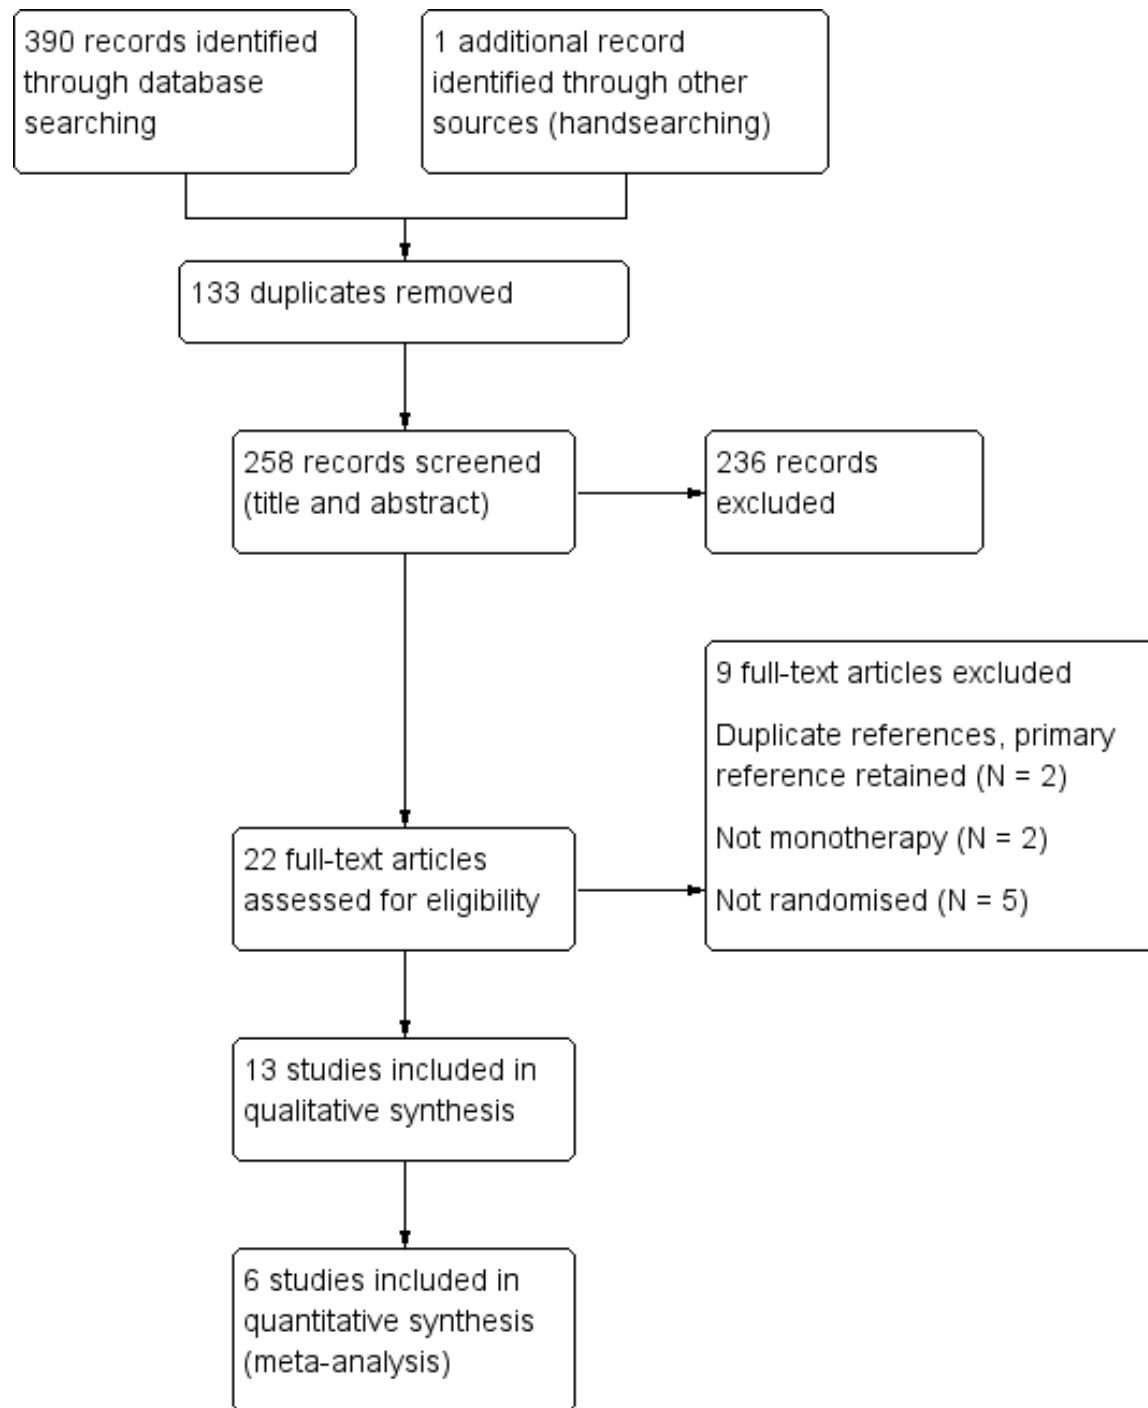 390 records identified
through database
searching
1 additional record
identified through other
sources (handsearching)
133 duplicates removed
258 records screened
(title and abstract)
236 records
excluded
9 full-text articles excluded
Duplicate references, primary
reference retained (N = 2)
Not monotherapy (N = 2)
Not randomised (N = 5)
22 full-text articles
assessed for eligibility
13 studies included in
qualitative synthesis
6 studies included in
quantitative synthesis
(meta-analysis)